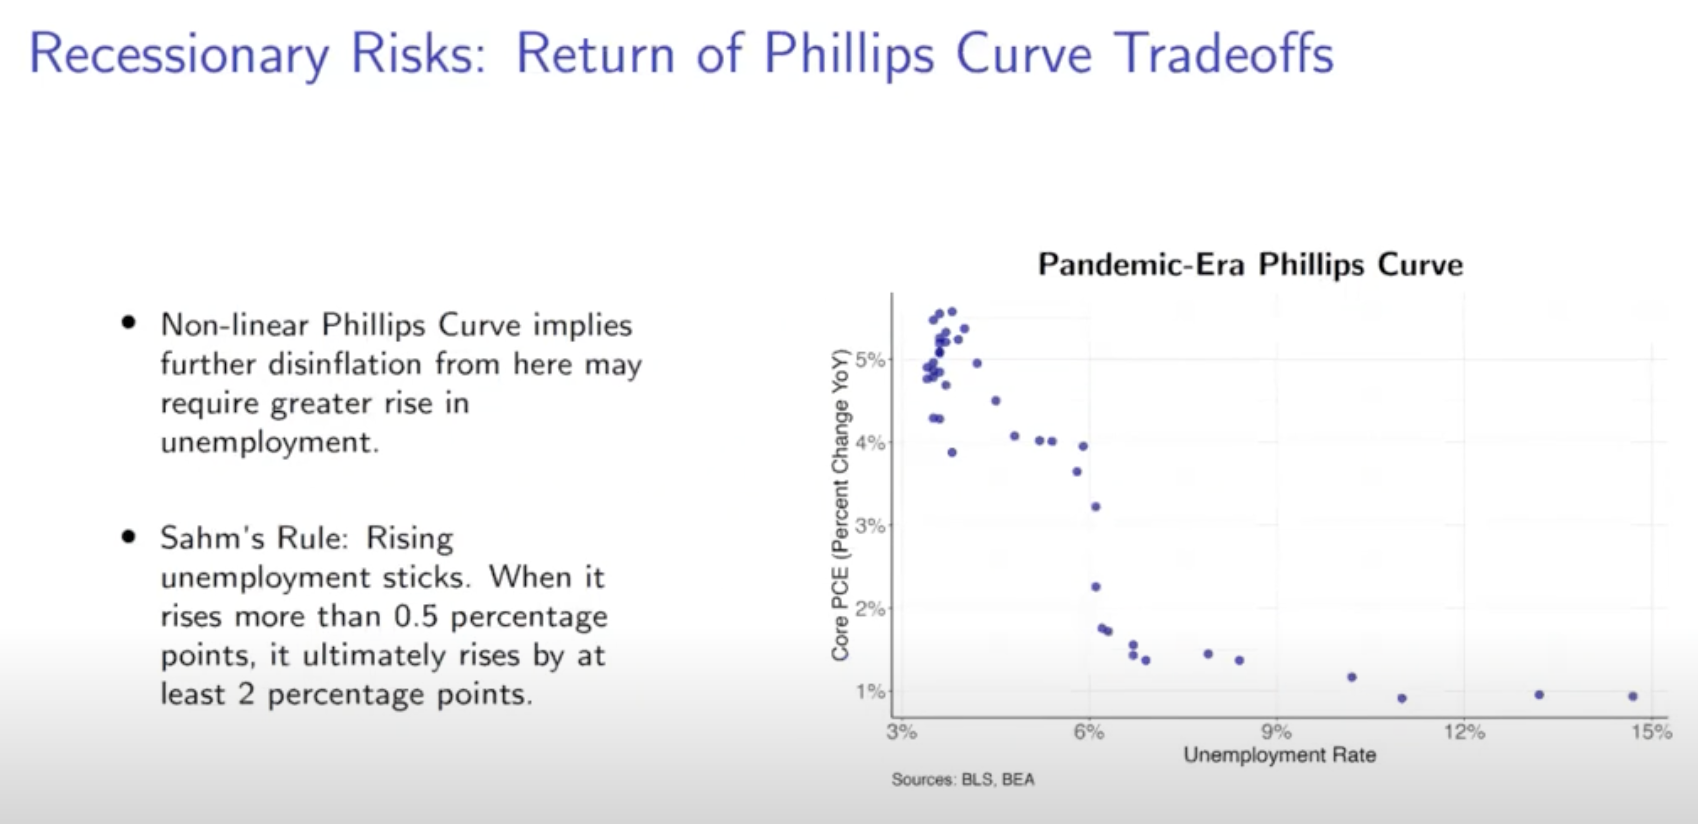 Recessionary Risks: Return of Phillips Curve Tradeoffs
• Non-linear Phillips Curve implies
further disinflation from here may
require greater rise in
unemployment.
• Sahm's Rule: Rising
unemployment sticks. When it
rises more than 0.5 percentage
points, it ultimately rises by at
least 2 percentage points.
Pandemic-Era Phillips Curve
Core PCE (Percent Change YoY)
5%
4%
3%
2%
1%
3% 6% 9% 12% 15%
Unemployment Rate
Sources: BLS, BEA